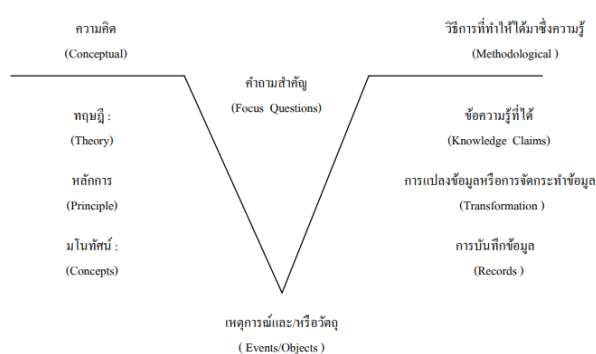 ความคิด
(Conceptual)
วิธีการที่ทำให้ได้มาซึ่งความรู้
(Methodological )
คำถามสำคัญ
(Focus Questions)
ทฤษฎี :
(Theory)
ข้อความรู้ที่ได้
(Knowledge Claims)
หลักการ
(Principle)
การแปลงข้อมูลหรือการจัดกระทำข้อมูล
(Transformation )
มโนทัศน์ :
(Concepts)
การบันทึกข้อมูล
(Records )
เหตุการณ์และ/หรือวัตถุ
( Events/Objects )